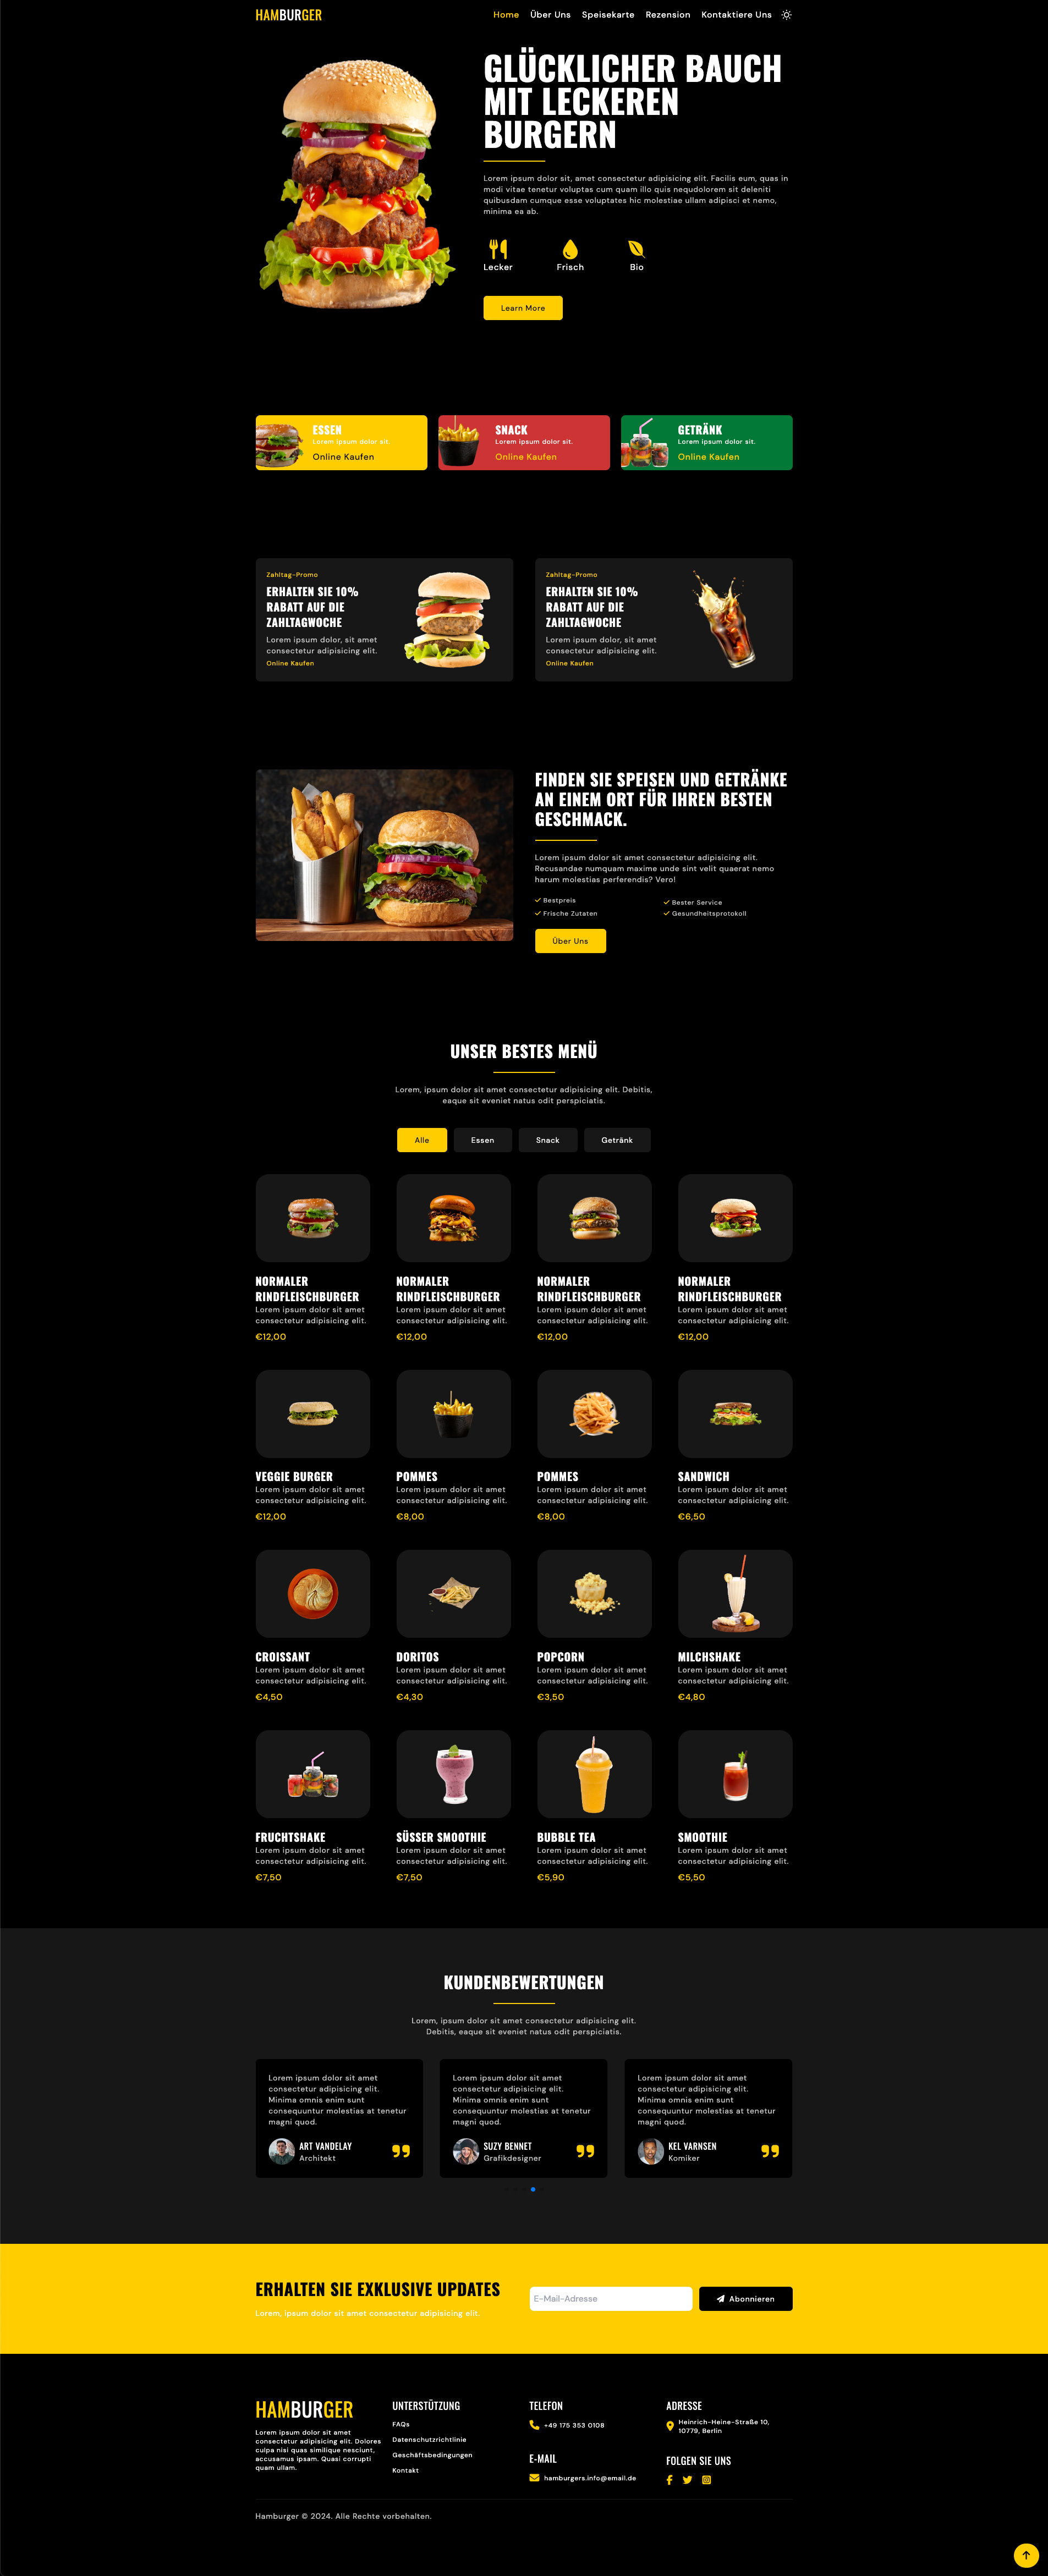 HAMBURGER
Home Über Uns Speisekarte Rezension Kontaktiere Uns
GLÜCKLICHER BAUCH
MIT LECKEREN
BURGERN
Lorem ipsum dolor sit, amet consectetur adipisicing elit. Facilis eum, quas in
modi vitae tenetur voluptas cum quam illo quis nequdolorem sit deleniti
quibusdam cumque esse voluptates hic molestiae ullam adipisci et nemo,
minima ea ab.
Lecker Frisch Bio
Learn More
ESSEN
Lorem ipsum dolor sit.
Online Kaufen
SNACK
Lorem ipsum dolor sit.
Online Kaufen
GETRÄNK
Lorem ipsum dolor sit.
Online Kaufen
Zahltag-Promo
ERHALTEN SIE 10%
RABATT AUF DIE
ZAHLTAGWOCHE
Lorem ipsum dolor, sit amet
consectetur adipisicing elit.
Online Kaufen
Zahltag-Promo
ERHALTEN SIE 10%
RABATT AUF DIE
ZAHLTAGWOCHE
Lorem ipsum dolor, sit amet
consectetur adipisicing elit.
Online Kaufen
FINDEN SIE SPEISEN UND GETRÄNKE
AN EINEM ORT FÜR IHREN BESTEN
GESCHMACK.
Lorem ipsum dolor sit amet consectetur adipisicing elit.
Recusandae numquam maxime unde sint velit quaerat nemo
harum molestias perferendis? Vero!
Bestpreis
Frische Zutaten
Bester Service
Gesundheitsprotokoll
Über Uns
UNSER BESTES MENÜ
Lorem, ipsum dolor sit amet consectetur adipisicing elit. Debitis,
eaque sit eveniet natus odit perspiciatis.
Alle Essen Snack Getränk
NORMALER
RINDFLEISCHBURGER
Lorem ipsum dolor sit amet
consectetur adipisicing elit.
€12,00
NORMALER
RINDFLEISCHBURGER
Lorem ipsum dolor sit amet
consectetur adipisicing elit.
€12,00
NORMALER
RINDFLEISCHBURGER
Lorem ipsum dolor sit amet
consectetur adipisicing elit.
€12,00
NORMALER
RINDFLEISCHBURGER
Lorem ipsum dolor sit amet
consectetur adipisicing elit.
€12,00
VEGGIE BURGER
Lorem ipsum dolor sit amet
consectetur adipisicing elit.
€12,00
POMMES
Lorem ipsum dolor sit amet
consectetur adipisicing elit.
€8,00
POMMES
Lorem ipsum dolor sit amet
consectetur adipisicing elit.
€8,00
SANDWICH
Lorem ipsum dolor sit amet
consectetur adipisicing elit.
€6,50
CROISSANT
Lorem ipsum dolor sit amet
consectetur adipisicing elit.
€4,50
DORITOS
Lorem ipsum dolor sit amet
consectetur adipisicing elit.
€4,30
POPCORN
Lorem ipsum dolor sit amet
consectetur adipisicing elit.
€3,50
MILCHSHAKE
Lorem ipsum dolor sit amet
consectetur adipisicing elit.
€4,80
FRUCHTSHAKE
Lorem ipsum dolor sit amet
consectetur adipisicing elit.
€7,50
SÜSSER SMOOTHIE
Lorem ipsum dolor sit amet
consectetur adipisicing elit.
€7,50
BUBBLE TEA
Lorem ipsum dolor sit amet
consectetur adipisicing elit.
€5,90
SMOOTHIE
Lorem ipsum dolor sit amet
consectetur adipisicing elit.
€5,50
KUNDENBEWERTUNGEN
Lorem, ipsum dolor sit amet consectetur adipisicing elit.
Debitis, eaque sit eveniet natus odit perspiciatis.
Lorem ipsum dolor sit amet
consectetur adipisicing elit.
Minima omnis enim sunt
consequuntur molestias at tenetur
magni quod.
ART VANDELAY
Architekt
Lorem ipsum dolor sit amet
consectetur adipisicing elit.
Minima omnis enim sunt
consequuntur molestias at tenetur
magni quod.
SUZY BENNET
Grafikdesigner
Lorem ipsum dolor sit amet
consectetur adipisicing elit.
Minima omnis enim sunt
consequuntur molestias at tenetur
magni quod.
KEL VARNSEN
Komiker
ERHALTEN SIE EXKLUSIVE UPDATES
Lorem, ipsum dolor sit amet consectetur adipisicing elit.
E-Mail-Adresse
Abonnieren
HAMBURGER
Lorem ipsum dolor sit amet
consectetur adipisicing elit. Dolores
culpa nisi quas similique nesciunt,
accusamus ipsam. Quasi corrupti
quam ullam.
UNTERSTÜTZUNG
FAQs
Datenschutzrichtlinie
Geschäftsbedingungen
Kontakt
TELEFON
+49 175 353 0108
E-MAIL
hamburgers.info@email.de
ADRESSE
Heinrich-Heine-Straße 10,
10779, Berlin
FOLGEN SIE UNS
Hamburger © 2024. Alle Rechte vorbehalten.